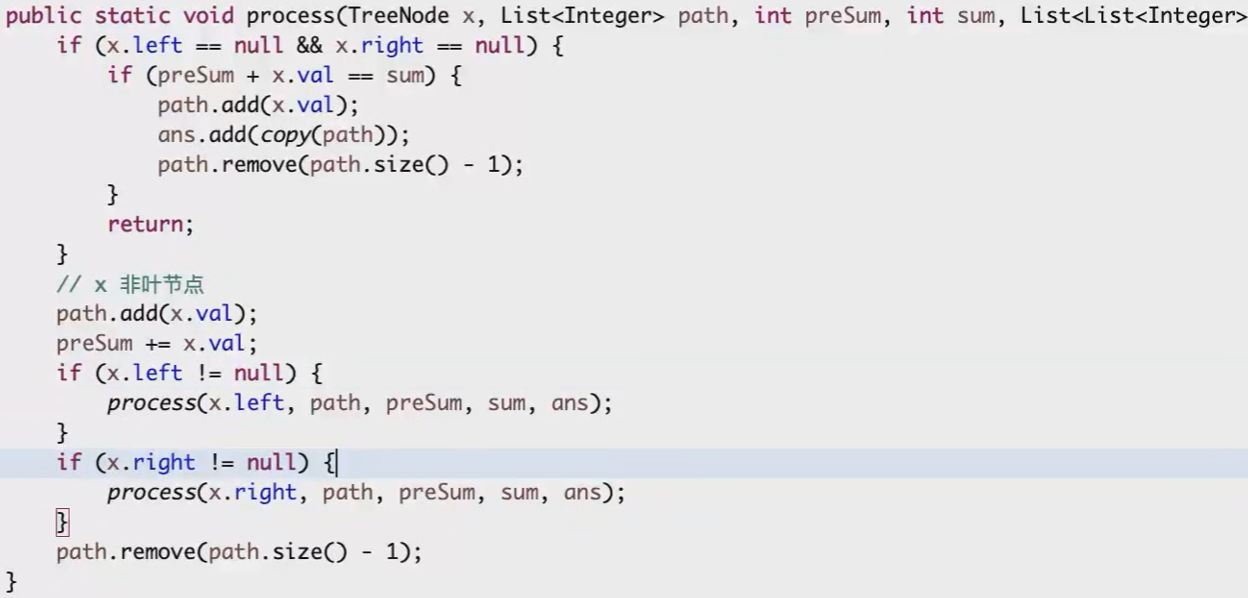 public static void process(TreeNode x, List<Integer> path, int preSum, int sum, List<List<Integer>
if (x.left == null && x.right == null) {
if (preSum + x.val == sum) {
path.add(x.val);
ans.add(copy(path));
path.remove(path.size() - 1);
}
return;
}
// x 非叶节点
path.add(x.val);
preSum += x.val;
if (x.left != null) {
process(x.left, path, preSum, sum, ans);
}
if (x.right != null) {
process(x.right, path, preSum, sum, ans);
}
path.remove(path.size() - 1);
}